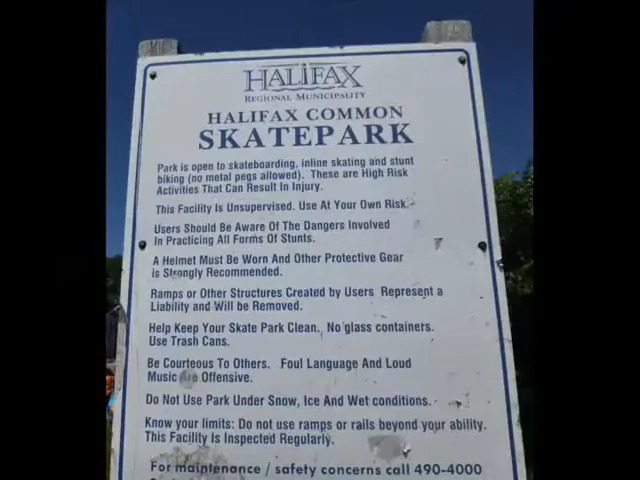 HALIFAX
REGIONAL MUNICIPALITY
HALIFAX COMMON
SKATEPARK
Park is open to skateboarding, inline skating and stunt
biking (no metal pegs allowed). These are High Risk
Activities That Can Result In Injury.
This Facility Is Unsupervised. Use At Your Own Risk.
Users Should Be Aware Of The Dangers Involved
In Practicing All Forms Of Stunts.
A Helmet Must Be Worn And Other Protective Gear
is Strongly Recommended.
Ramps or Other Structures Created by Users Represent a
Liability and Will be Removed.
Help Keep Your Skate Park Clean. No glass containers.
Use Trash Cans.
Be Courteous To Others. Foul Language And Loud
Music Are Offensive.
Do Not Use Park Under Snow, Ice And Wet conditions.
Know your limits: Do not use ramps or rails beyond your ability.
This Facility Is Inspected Regularly.
For maintenance / safety concerns call 490-4000